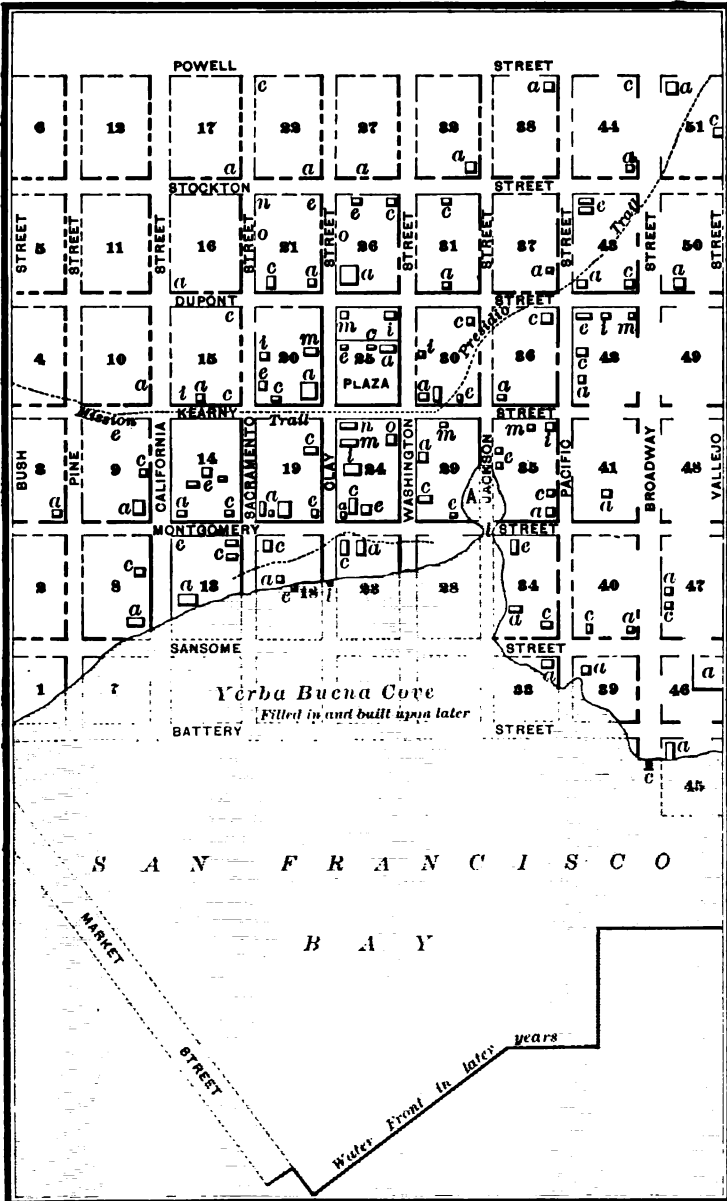 POWELL STREET
c a c a
6 12 17 22 27 32 38 44 51 c
a a a a a
STOCKTON STREET
n e e c c e
STREET STREET STREET STREET STREET STREET STREET STREET STREET
5 11 16 o 21 o 26 31 37 43 50
Trail
a c a a a a a c a
DUPONT STREET
c m c i c c e i m
Presidio
4 10 15 i 20 m e 25 a i 30 36 c 42 49
a i a c e c a PLAZA a e a a
Mission KEARNY Trail STREET
e c n o m m i
BUSH PINE CALIFORNIA SACRAMENTO CLAY WASHINGTON JACKSON PACIFIC BROADWAY VALLEJO
3 9 c 14 e 19 i m 24 a 29 A e 35 41 48
a a a c a e c e c e c a a
MONTGOMERY l STREET
e c c c a e
2 8 c a 13 a e 18 i 23 28 34 40 47 a c
a a c c a
SANSOME STREET
1 7 33 a a 39 46 a
Yerba Buena Cove
Filled in and built upon later
BATTERY STREET
a
c 45
SAN FRANCISCO
BAY
MARKET STREET
Water Front in later years